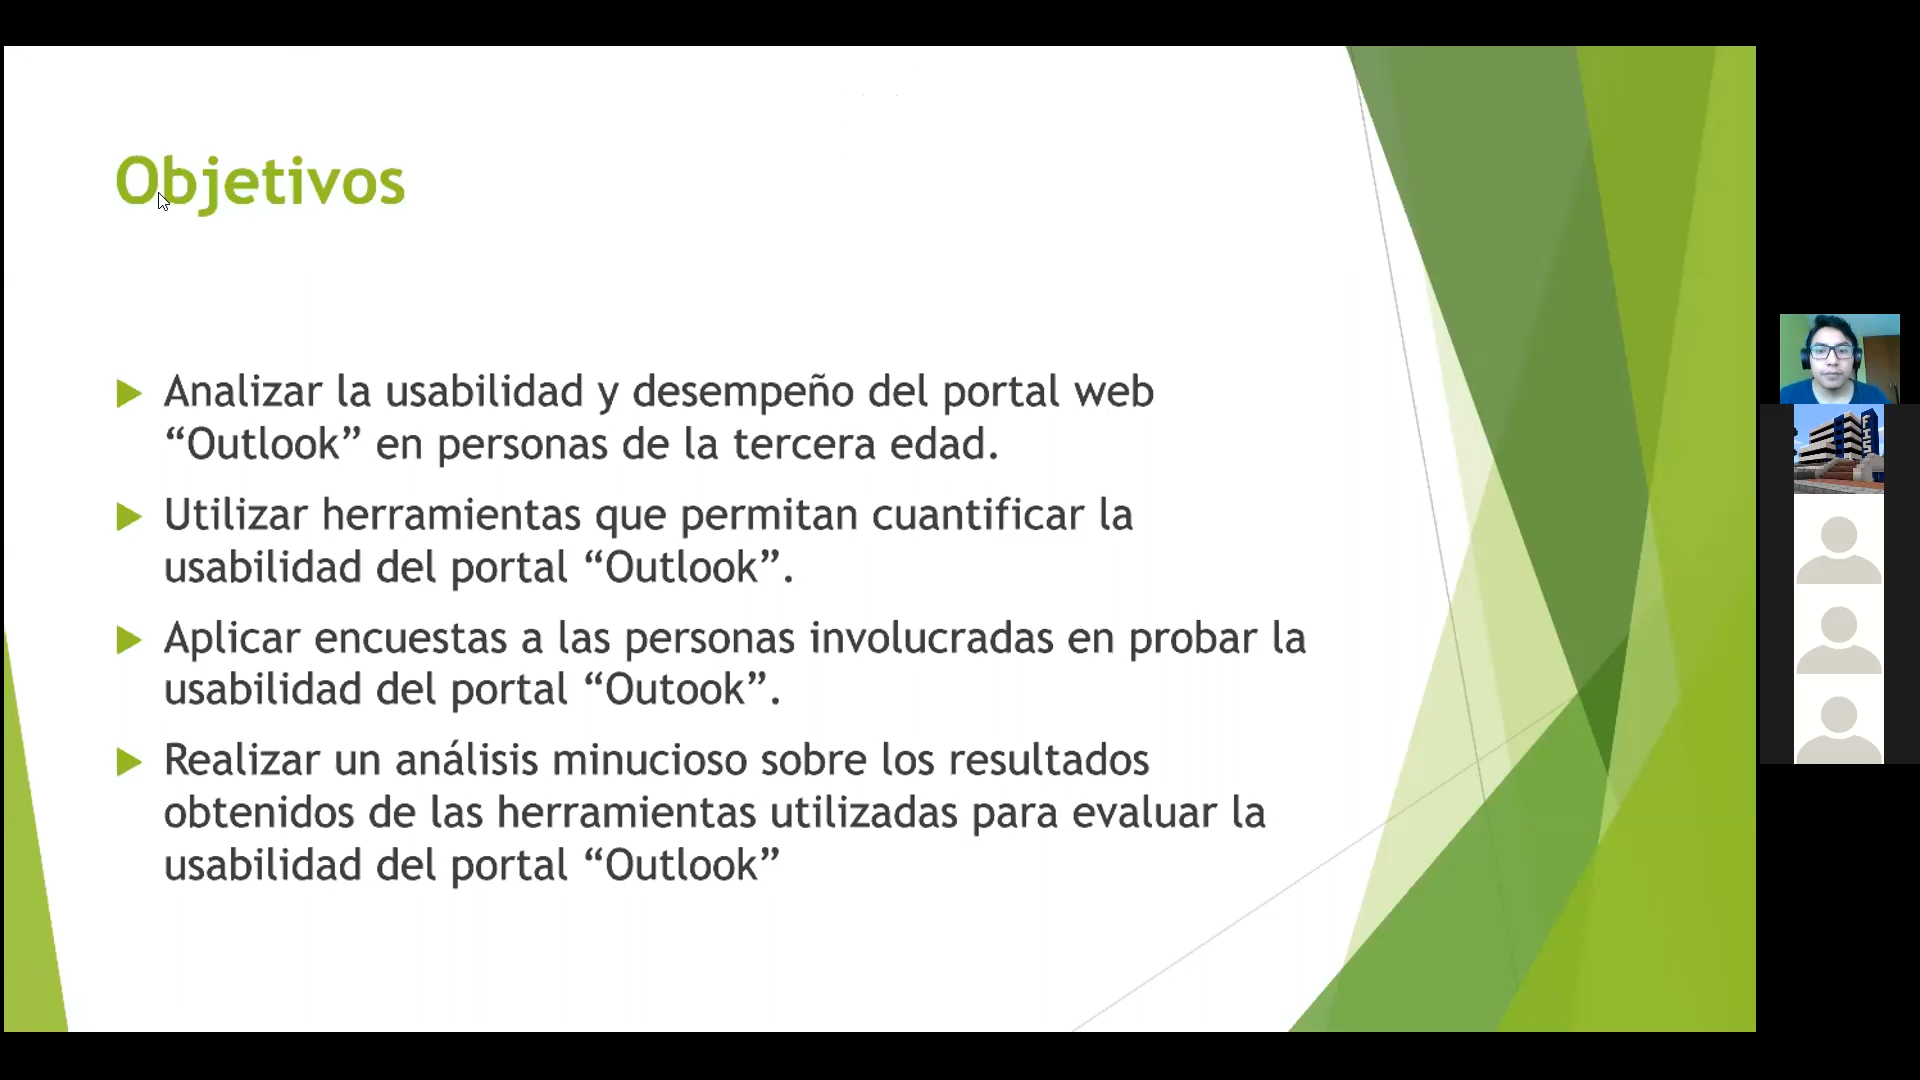 Objetivos
Analizar la usabilidad y desempeño del portal web
“Outlook” en personas de la tercera edad.
Utilizar herramientas que permitan cuantificar la
usabilidad del portal “Outlook”.
Aplicar encuestas a las personas involucradas en probar la
usabilidad del portal “Outook”.
Realizar un análisis minucioso sobre los resultados
obtenidos de las herramientas utilizadas para evaluar la
usabilidad del portal “Outlook”